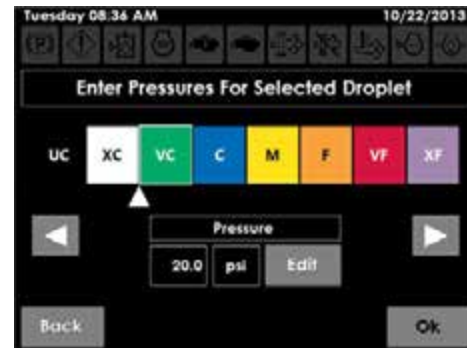 Tuesday 08:36 AM 10/22/2013
(P)
Enter Pressures For Selected Droplet
UC XC VC C M F VF XF
Pressure
20.0 psi Edit
Back Ok